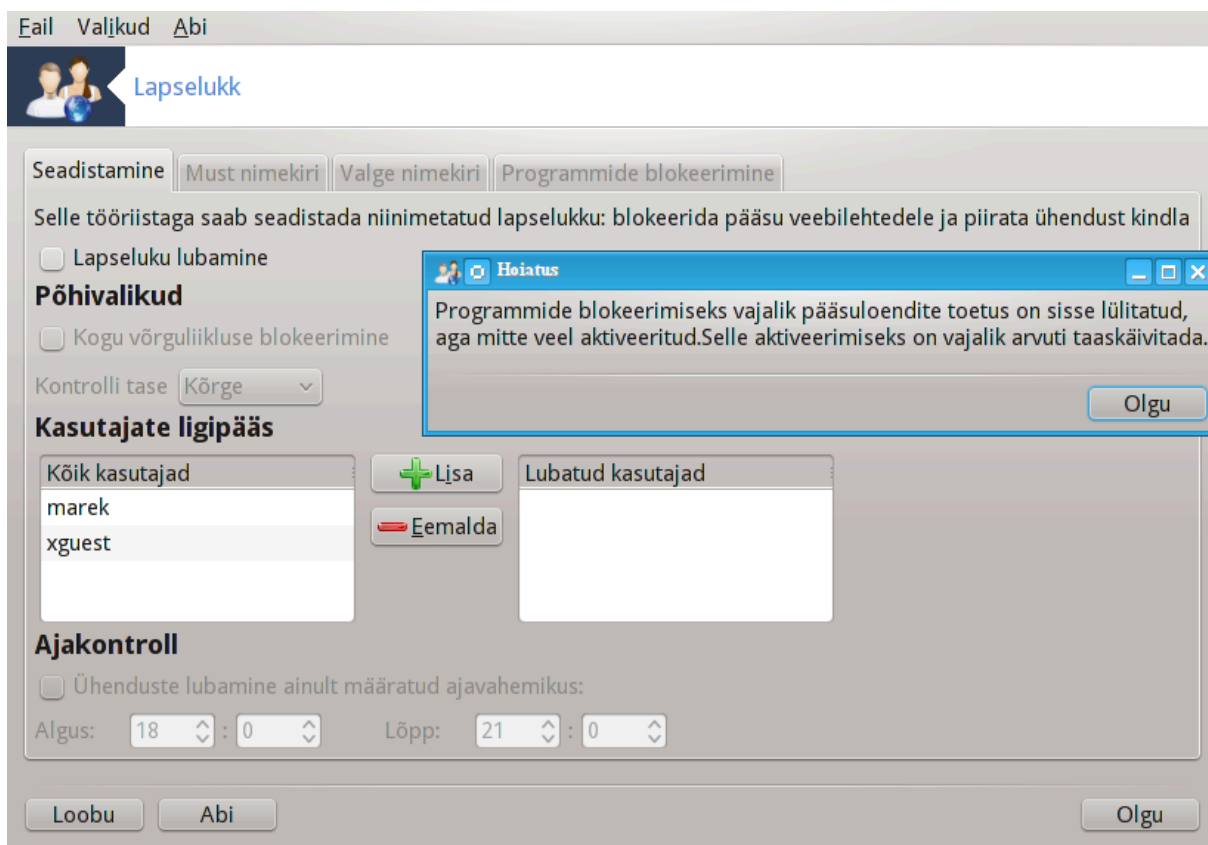 Fail Valikud Abi
Lapselukk
Seadistamine Must nimekiri Valge nimekiri Programmide blokeerimine
Selle tööriistaga saab seadistada niinimetatud lapselukku: blokeerida pääsu veebilehtedele ja piirata ühendust kindla
Lapseluku lubamine
Põhivalikud
Kogu võrguliikluse blokeerimine
Kontrolli tase Kõrge
Hoiatus
Programmide blokeerimiseks vajalik pääsuloendite toetus on sisse lülitatud,
aga mitte veel aktiveeritud.Selle aktiveerimiseks on vajalik arvuti taaskäivitada.
Olgu
Kasutajate ligipääs
Kõik kasutajad
marek
xguest
Lisa
Eemalda
Lubatud kasutajad
Ajakontroll
Ühenduste lubamine ainult määratud ajavahemikus:
Algus: 18 : 0 Lõpp: 21 : 0
Loobu Abi Olgu